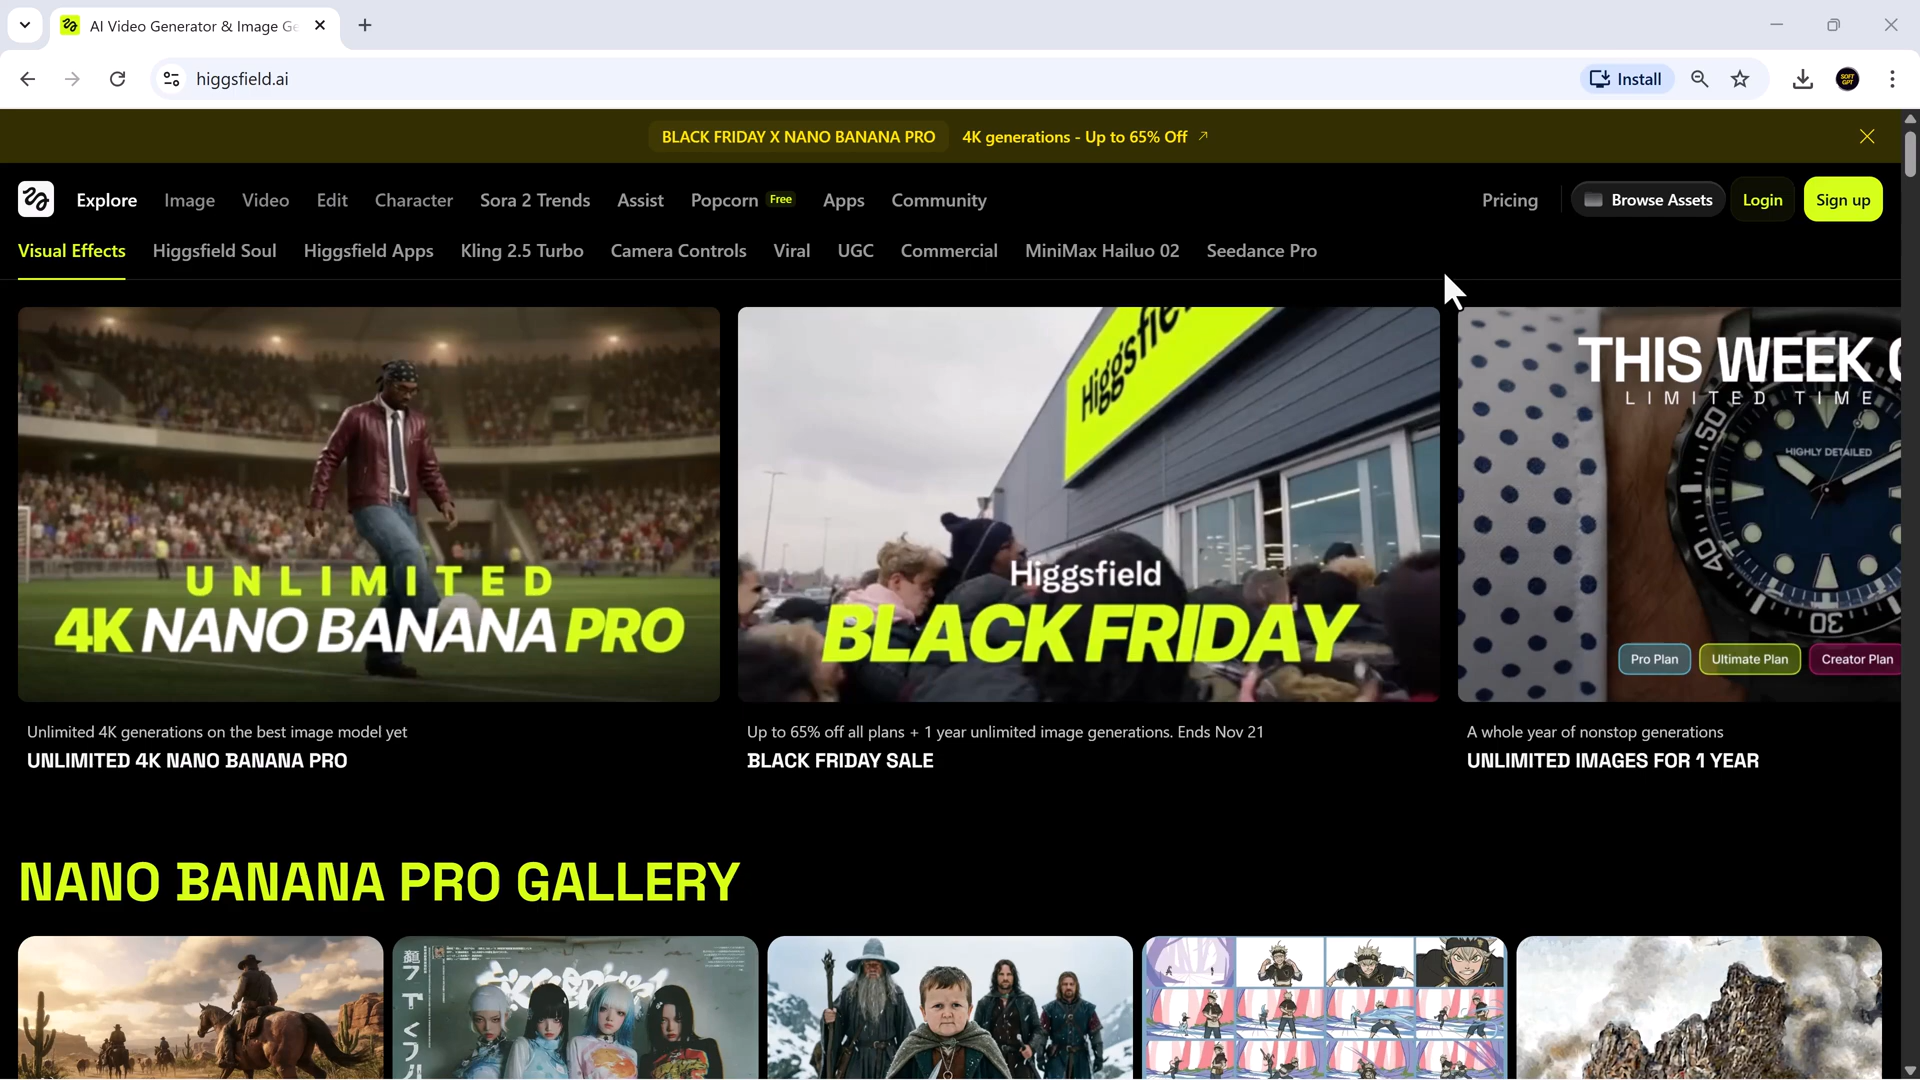 AI Video Generator & Image Ge
higgsfield.ai
Install
SOFT GPT
BLACK FRIDAY X NANO BANANA PRO 4K generations - Up to 65% Off ↗
Explore Image Video Edit Character Sora 2 Trends Assist Popcorn Free Apps Community Pricing Browse Assets Login Sign up
Visual Effects Higgsfield Soul Higgsfield Apps Kling 2.5 Turbo Camera Controls Viral UGC Commercial MiniMax Hailuo 02 Seedance Pro
UNLIMITED
4K NANO BANANA PRO
Unlimited 4K generations on the best image model yet
UNLIMITED 4K NANO BANANA PRO
Higgsfie
Higgsfield
BLACK FRIDAY
Up to 65% off all plans + 1 year unlimited image generations. Ends Nov 21
BLACK FRIDAY SALE
THIS WEEK
LIMITED TIME
50
HIGHLY DETAILED
40
30
Pro Plan Ultimate Plan Creator Plan
A whole year of nonstop generations
UNLIMITED IMAGES FOR 1 YEAR
NANO BANANA PRO GALLERY